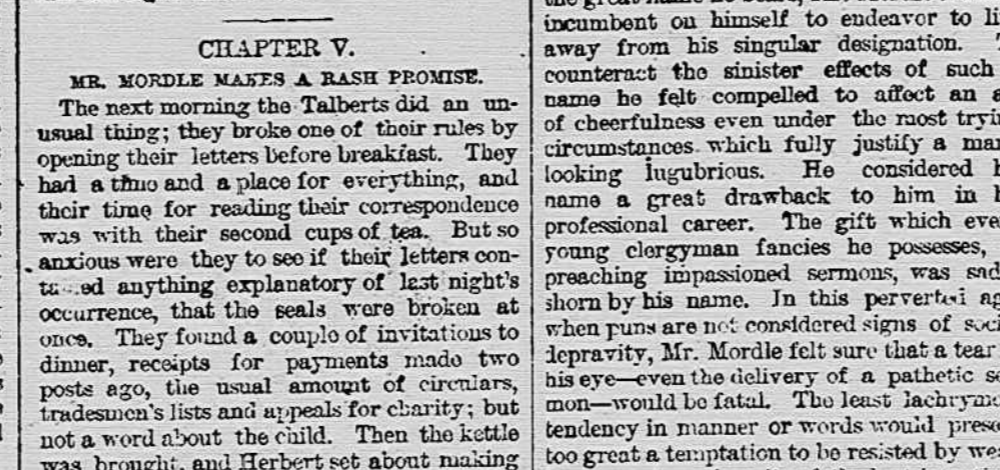 CHAPTER V.
MR. MORDLE MAKES A RASH PROMISE.
The next morning the Talberts did an un-
usual thing; they broke one of their rules by
opening their letters before breakfast. They
had a time and a place for everything, and
their time for reading their correspondence
was with their second cups of tea. But so
anxious were they to see if their letters con-
ta  ed anything explanatory of last night's
occurrence, that the seals were broken at
once. They found a couple of invitations to
dinner, receipts for payments made two
posts ago, the usual amount of circulars,
tradesmen's lists and appeals for charity; but
not a word about the child. Then the kettle
was brought, and Herbert set about making
incumbent on himself to endeavor to li
away from his singular designation.
counteract the sinister effects of such
name he felt compelled to affect an a
of cheerfulness even under the most tryin
circumstances which fully justify a man
looking lugubrious. He considered h
name a great drawback to him in h
professional career. The gift which eve
young clergyman fancies he possesses,
preaching impassioned sermons, was sad
shorn by his name. In this perverted ag
when puns are not considered signs of soci
depravity, Mr. Mordle felt sure that a tear
his eye—even the delivery of a pathetic se
mon—would be fatal. The least lachrymo
tendency in manner or words would prese
too great a temptation to be resisted by we